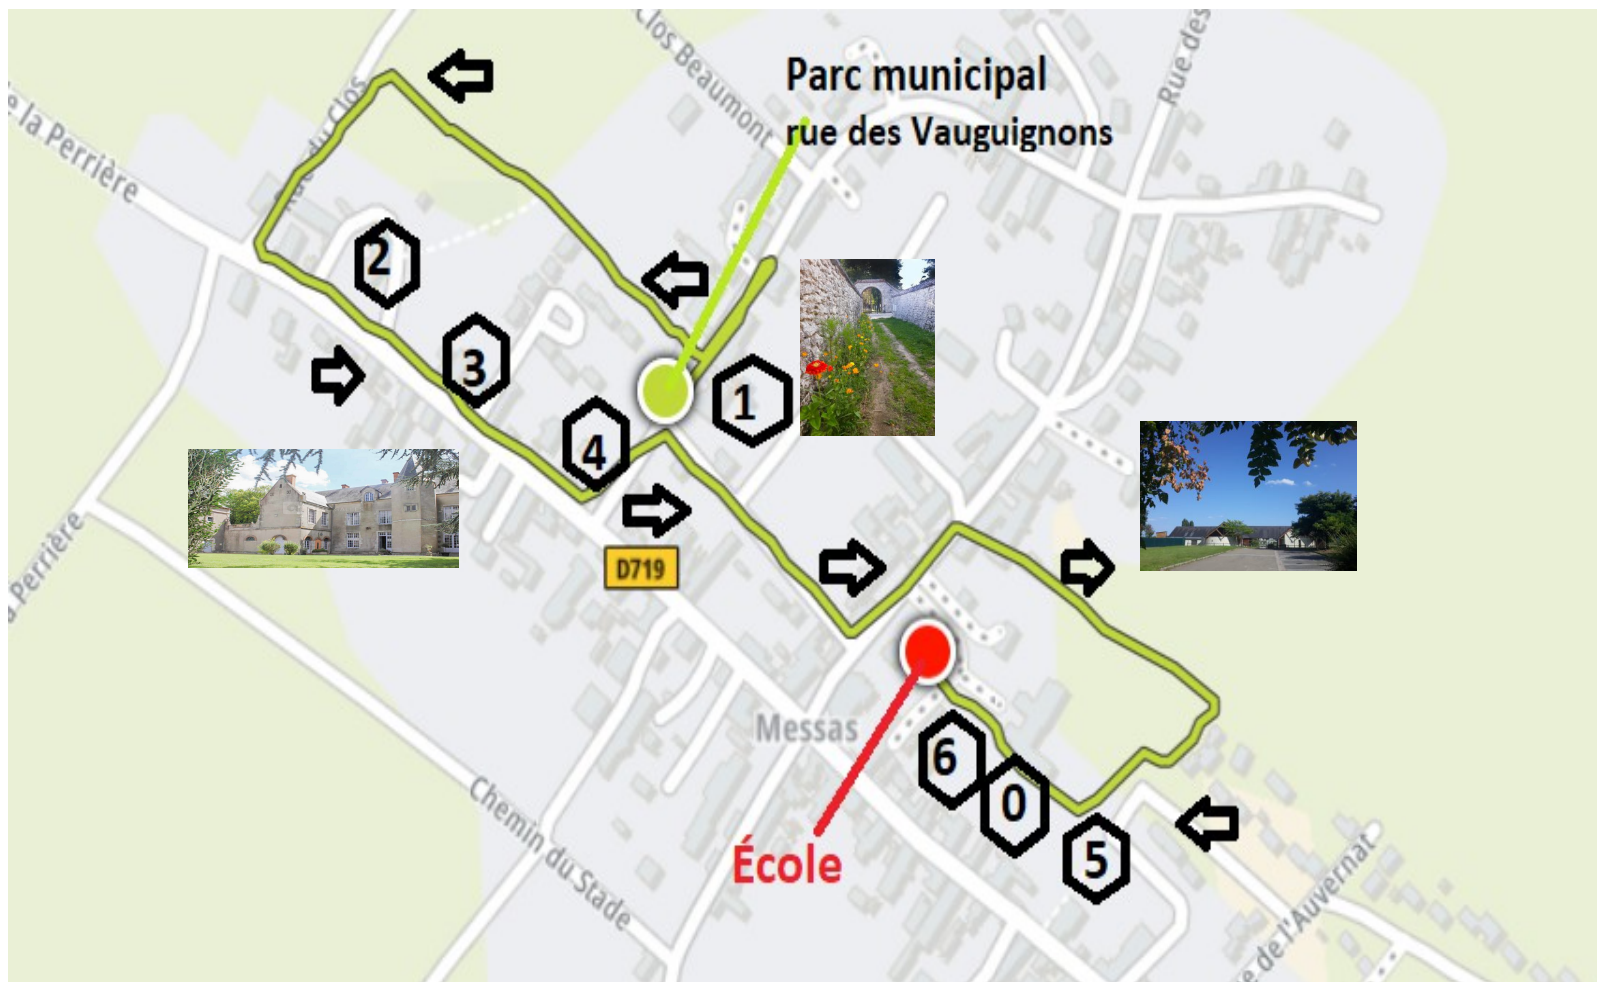 Clos Beaumont
Rue des
Parc municipal
rue des Vauguignons
Rue du Clos
e la Perrière
2
3
1
4
D719
Perrière
Messas
6
0
5
École
Chemin du Stade
e de l'Auvernat